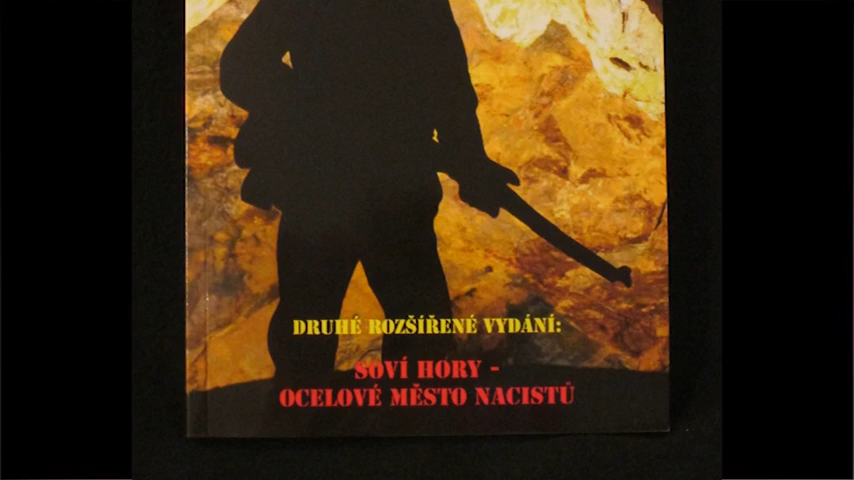 DRUHÉ ROZŠÍŘENÉ VYDÁNÍ:
SOVÍ HORY -
OCELOVÉ MĚSTO NACISTŮ